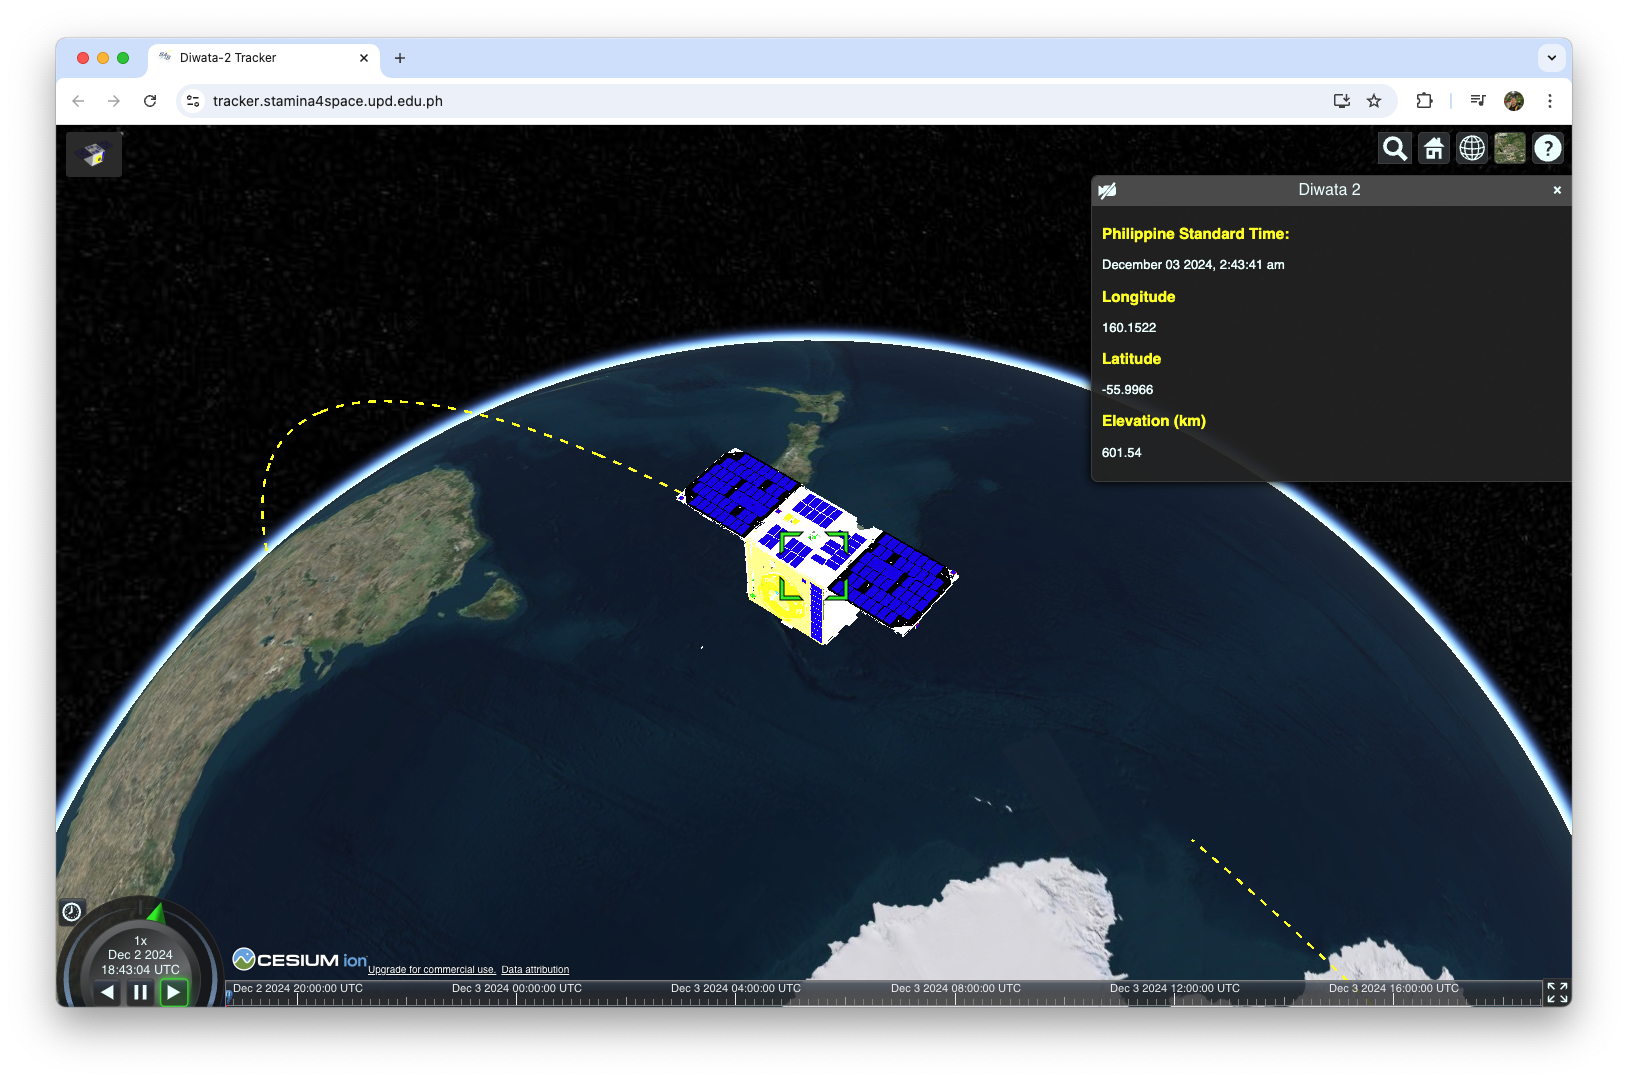 Diwata-2 Tracker
tracker.stamina4space.upd.edu.ph
Diwata 2
Philippine Standard Time:
December 03 2024, 2:43:41 am
Longitude
160.1522
Latitude
-55.9966
Elevation (km)
601.54
1x
Dec 2 2024
18:43:04 UTC
CESIUM ion
Upgrade for commercial use. Data attribution
Dec 2 2024 20:00:00 UTC Dec 3 2024 00:00:00 UTC Dec 3 2024 04:00:00 UTC Dec 3 2024 08:00:00 UTC Dec 3 2024 12:00:00 UTC Dec 3 2024 16:00:00 UTC